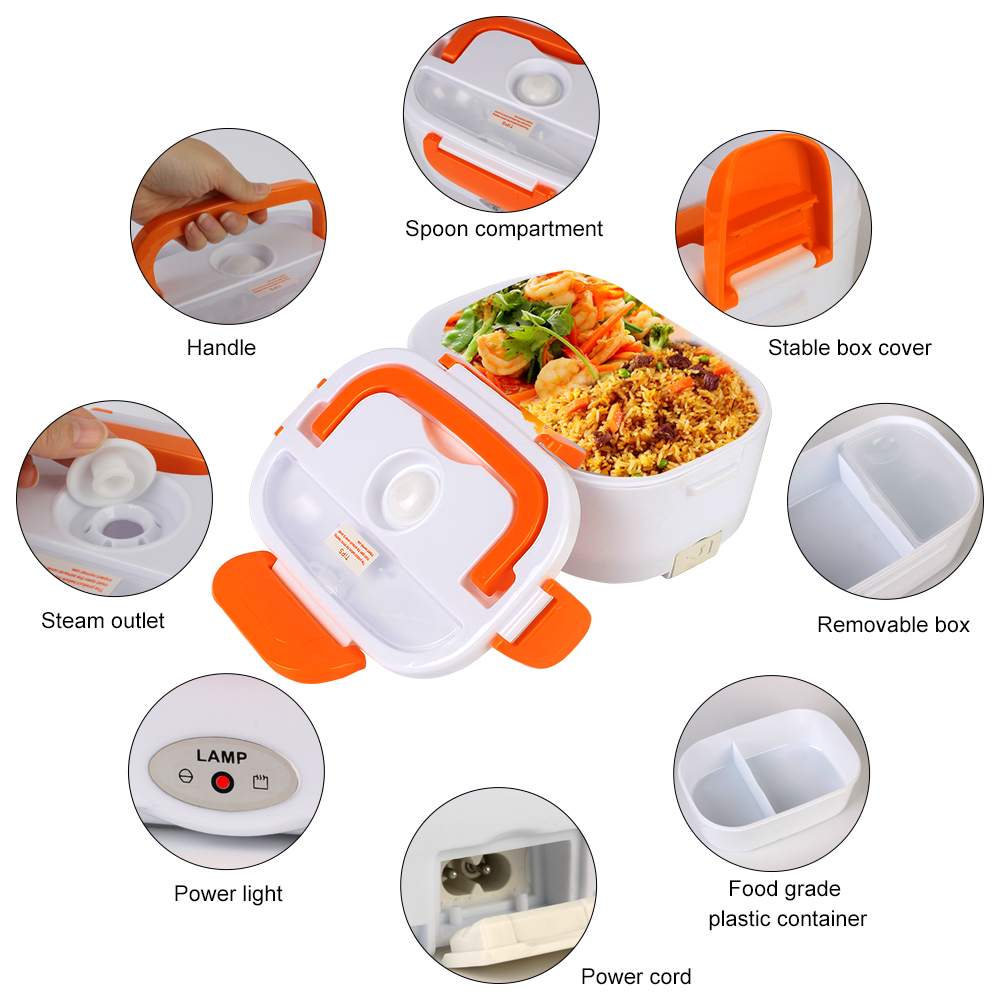 Spoon compartment
Handle
Stable box cover
TIPS
Steam outlet
Removable box
LAMP
Power light
Food grade
plastic container
Power cord